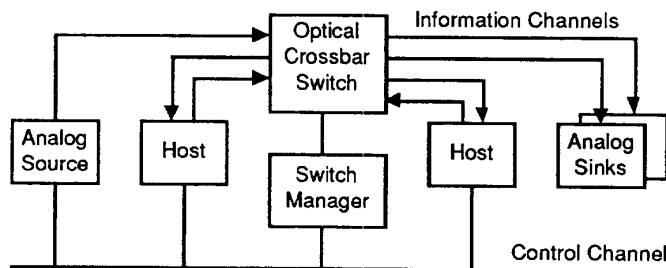 Information Channels
Optical
Crossbar
Switch
Analog
Source
Host
Switch
Manager
Host
Analog
Sinks
Control Channel